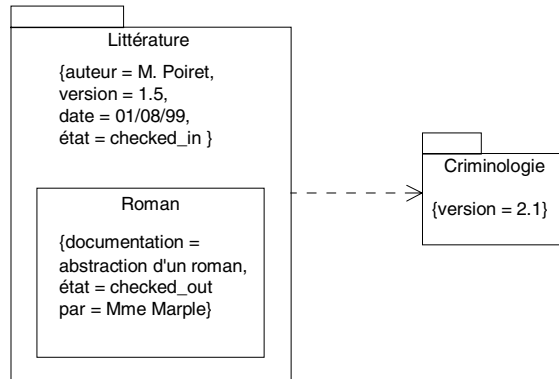 Littérature
{auteur = M. Poiret,
version = 1.5,
date = 01/08/99,
état = checked_in }
Roman
{documentation =
abstraction d'un roman,
état = checked_out
par = Mme Marple}
Criminologie
{version = 2.1}